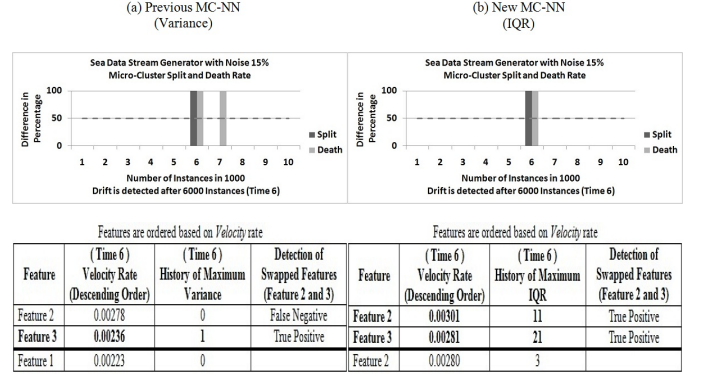 (a) Previous MC-NN
(Variance)
(b) New MC-NN
(IQR)
Sea Data Stream Generator with Noise 15%
Micro-Cluster Split and Death Rate
Difference in
Percentage
100
50
0
1 2 3 4 5 6 7 8 9 10
Split
Death
Number of Instances in 1000
Drift is detected after 6000 Instances (Time 6)
Sea Data Stream Generator with Noise 15%
Micro-Cluster Split and Death Rate
Difference in
Percentage
100
50
0
1 2 3 4 5 6 7 8 9 10
Split
Death
Number of Instances in 1000
Drift is detected after 6000 Instances (Time 6)
Features are ordered based on Velocity rate
Feature
(Time 6)
Velocity Rate
(Descending Order)
(Time 6)
History of Maximum
Variance
Detection of
Swapped Features
(Feature 2 and 3)
Feature 2 0.00278 0 False Negative
Feature 3 0.00236 1 True Positive
Feature 1 0.00223 0
Features are ordered based on Velocity rate
Feature
(Time 6)
Velocity Rate
(Descending Order)
(Time 6)
History of Maximum
IQR
Detection of
Swapped Features
(Feature 2 and 3)
Feature 2 0.00301 11 True Positive
Feature 3 0.00281 21 True Positive
Feature 2 0.00280 3